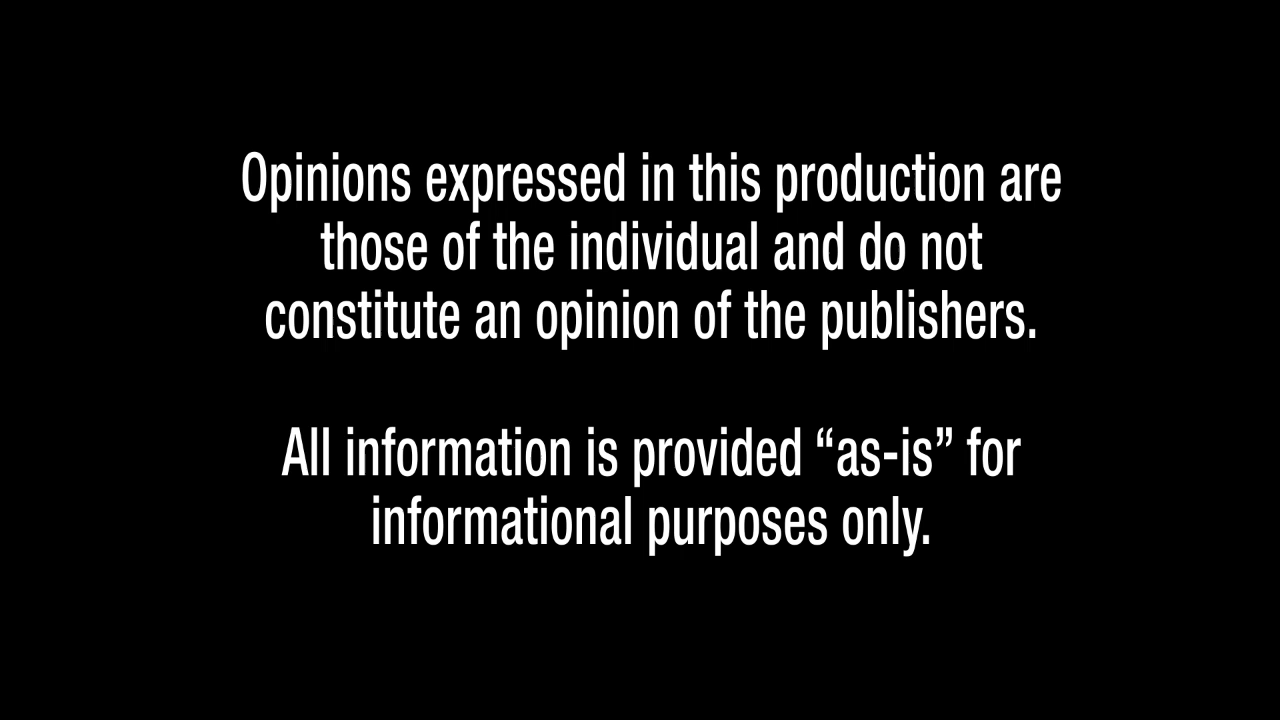 Opinions expressed in this production are
those of the individual and do not
constitute an opinion of the publishers.
All information is provided “as-is” for
informational purposes only.